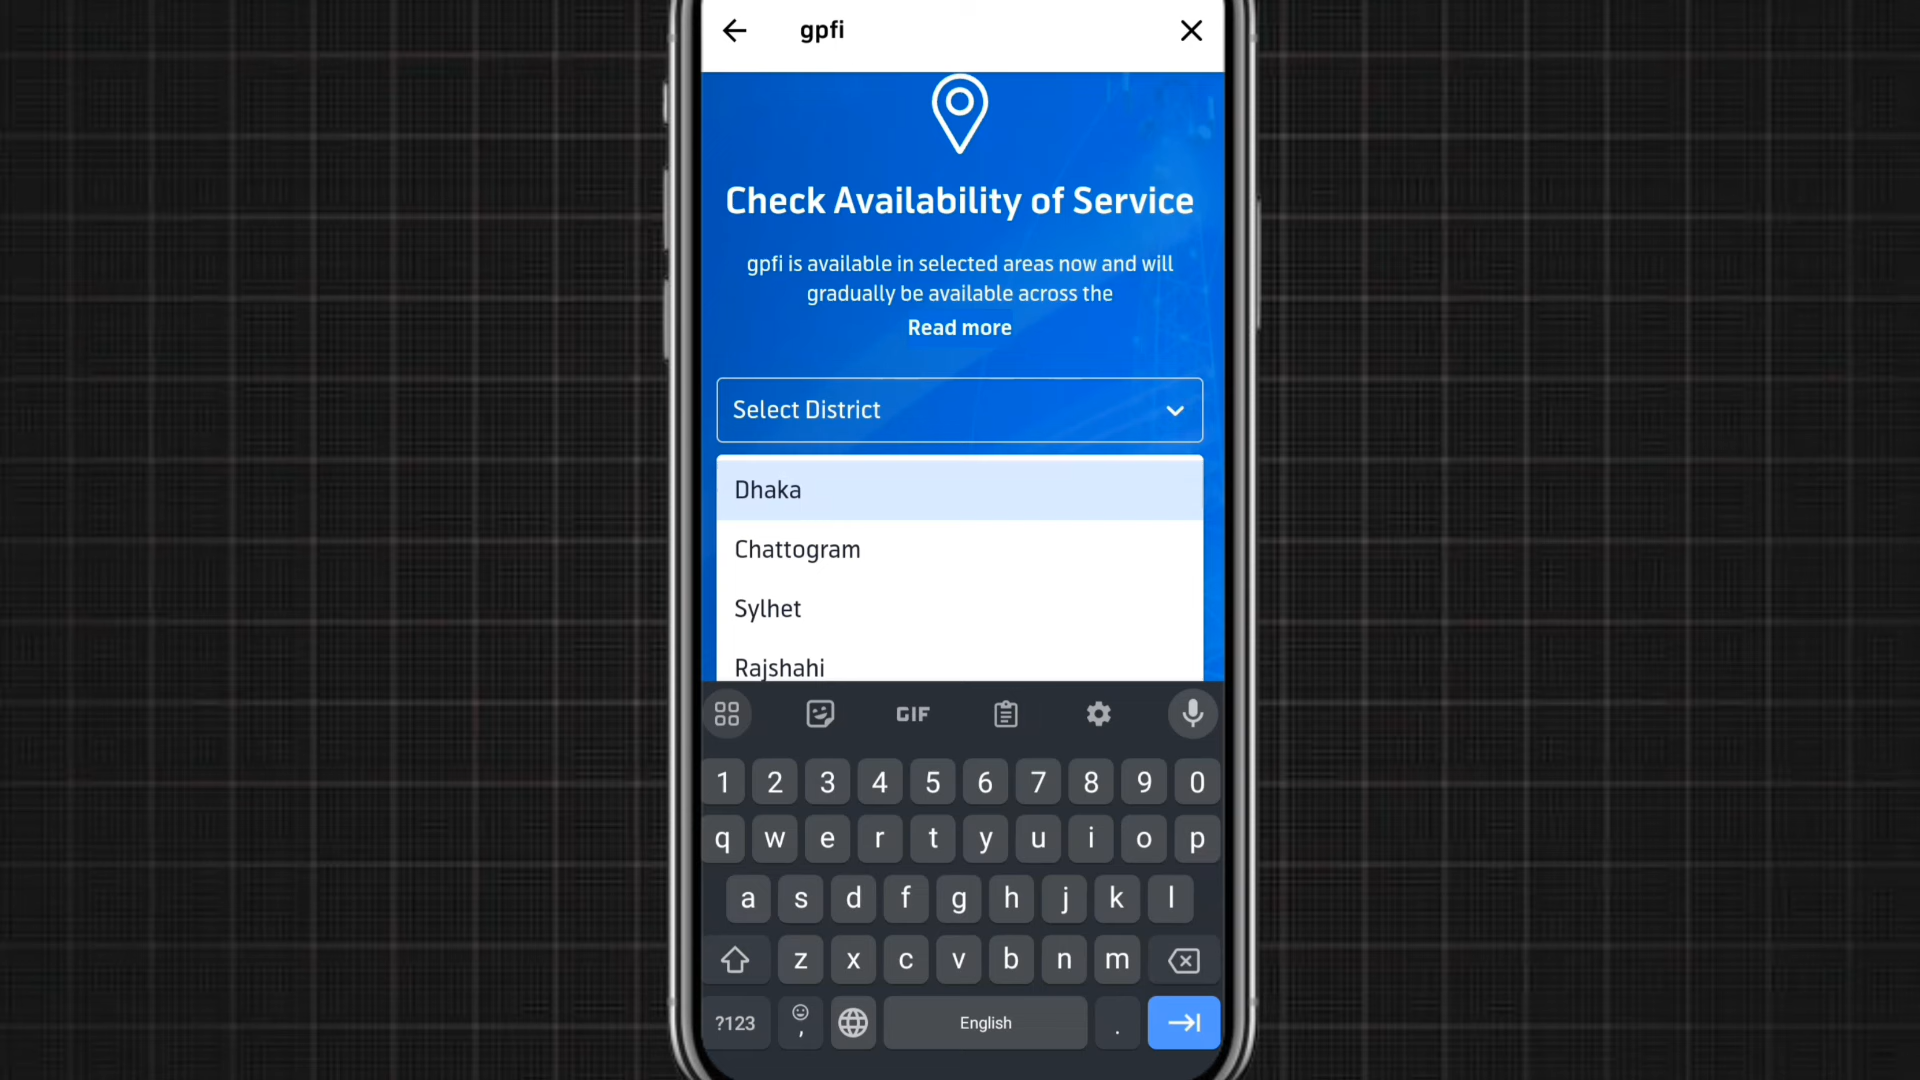 gpfi
Check Availability of Service
gpfi is available in selected areas now and will
gradually be available across the
Read more
Select District
Dhaka
Chattogram
Sylhet
Rajshahi
GIF
1 2 3 4 5 6 7 8 9 0
q w e r t y u i o p
a s d f g h j k l
z x c v b n m
?123 , English .